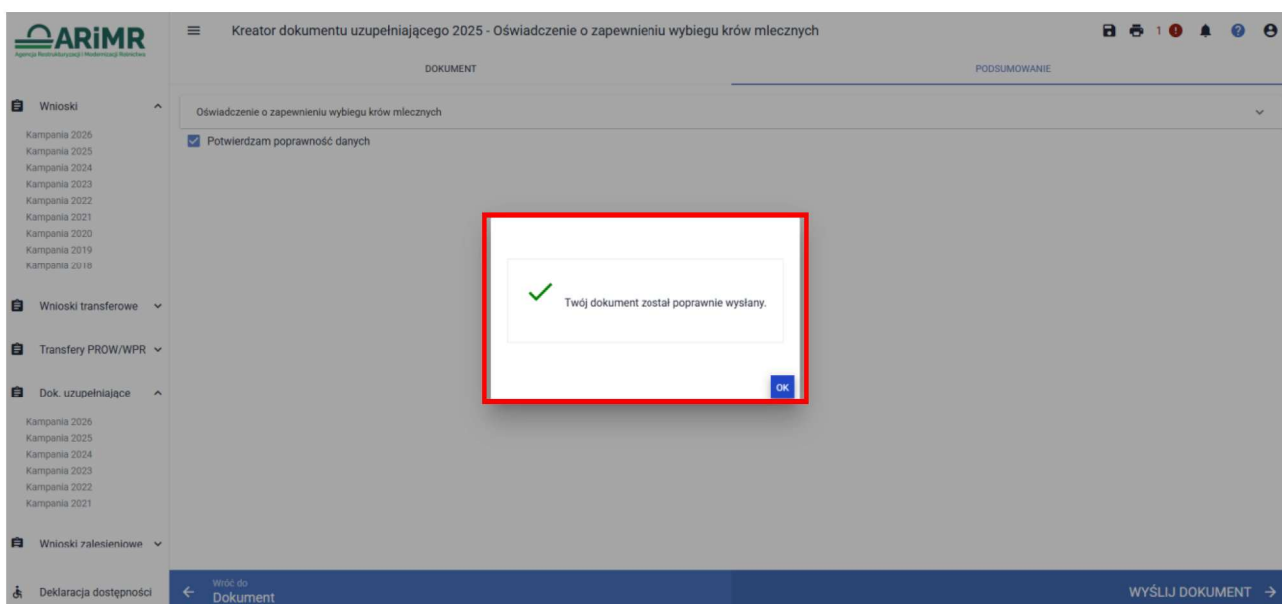 ARiMR
Agencja Restrukturyzacji i Modernizacji Rolnictwa
Kreator dokumentu uzupełniającego 2025 - Oświadczenie o zapewnieniu wybiegu krów mlecznych
1
DOKUMENT
PODSUMOWANIE
Wnioski
Kampania 2026
Kampania 2025
Kampania 2024
Kampania 2023
Kampania 2022
Kampania 2021
Kampania 2020
Kampania 2019
Kampania 2018
Wnioski transferowe
Transfery PROW/WPR
Dok. uzupełniające
Kampania 2026
Kampania 2025
Kampania 2024
Kampania 2023
Kampania 2022
Kampania 2021
Wnioski zalesieniowe
Deklaracja dostępności
Oświadczenie o zapewnieniu wybiegu krów mlecznych
Potwierdzam poprawność danych
Twój dokument został poprawnie wysłany.
OK
Wróć do
Dokument
WYŚLIJ DOKUMENT